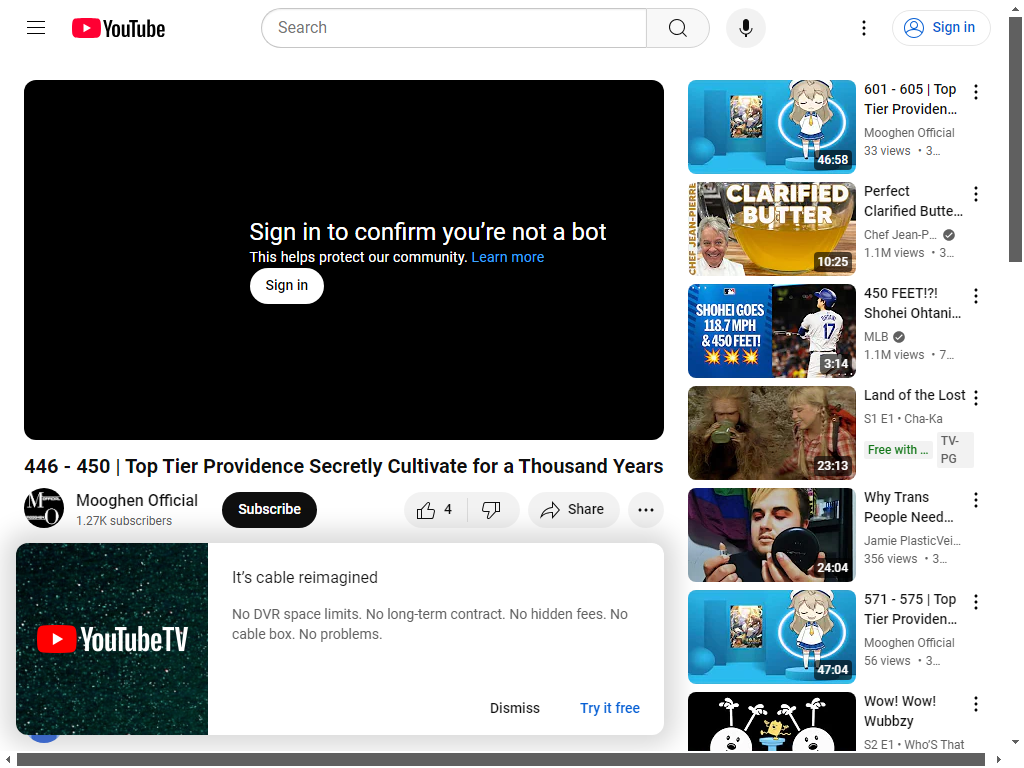 YouTube
Search
Sign in
Sign in to confirm you’re not a bot
This helps protect our community. Learn more
Sign in
446 - 450 | Top Tier Providence Secretly Cultivate for a Thousand Years
Mooghen Official
1.27K subscribers
Subscribe
4
Share
YouTubeTV
It’s cable reimagined
No DVR space limits. No long-term contract. No hidden fees. No
cable box. No problems.
Dismiss
Try it free
46:58
601 - 605 | Top
Tier Providen…
Mooghen Official
33 views • 3…
CHEF JEAN-PIERRE
CLARIFIED
BUTTER
10:25
Perfect
Clarified Butte…
Chef Jean-P…
1.1M views • 3…
SHOHEI GOES
118.7 MPH
& 450 FEET!
17
3:14
450 FEET!?!
Shohei Ohtani…
MLB
1.1M views • 7…
23:13
Land of the Lost
S1 E1 • Cha-Ka
Free with …
TV-
PG
24:04
Why Trans
People Need…
Jamie PlasticVei…
356 views • 3…
47:04
571 - 575 | Top
Tier Providen…
Mooghen Official
56 views • 3…
Wow! Wow!
Wubbzy
S2 E1 • Who'S That